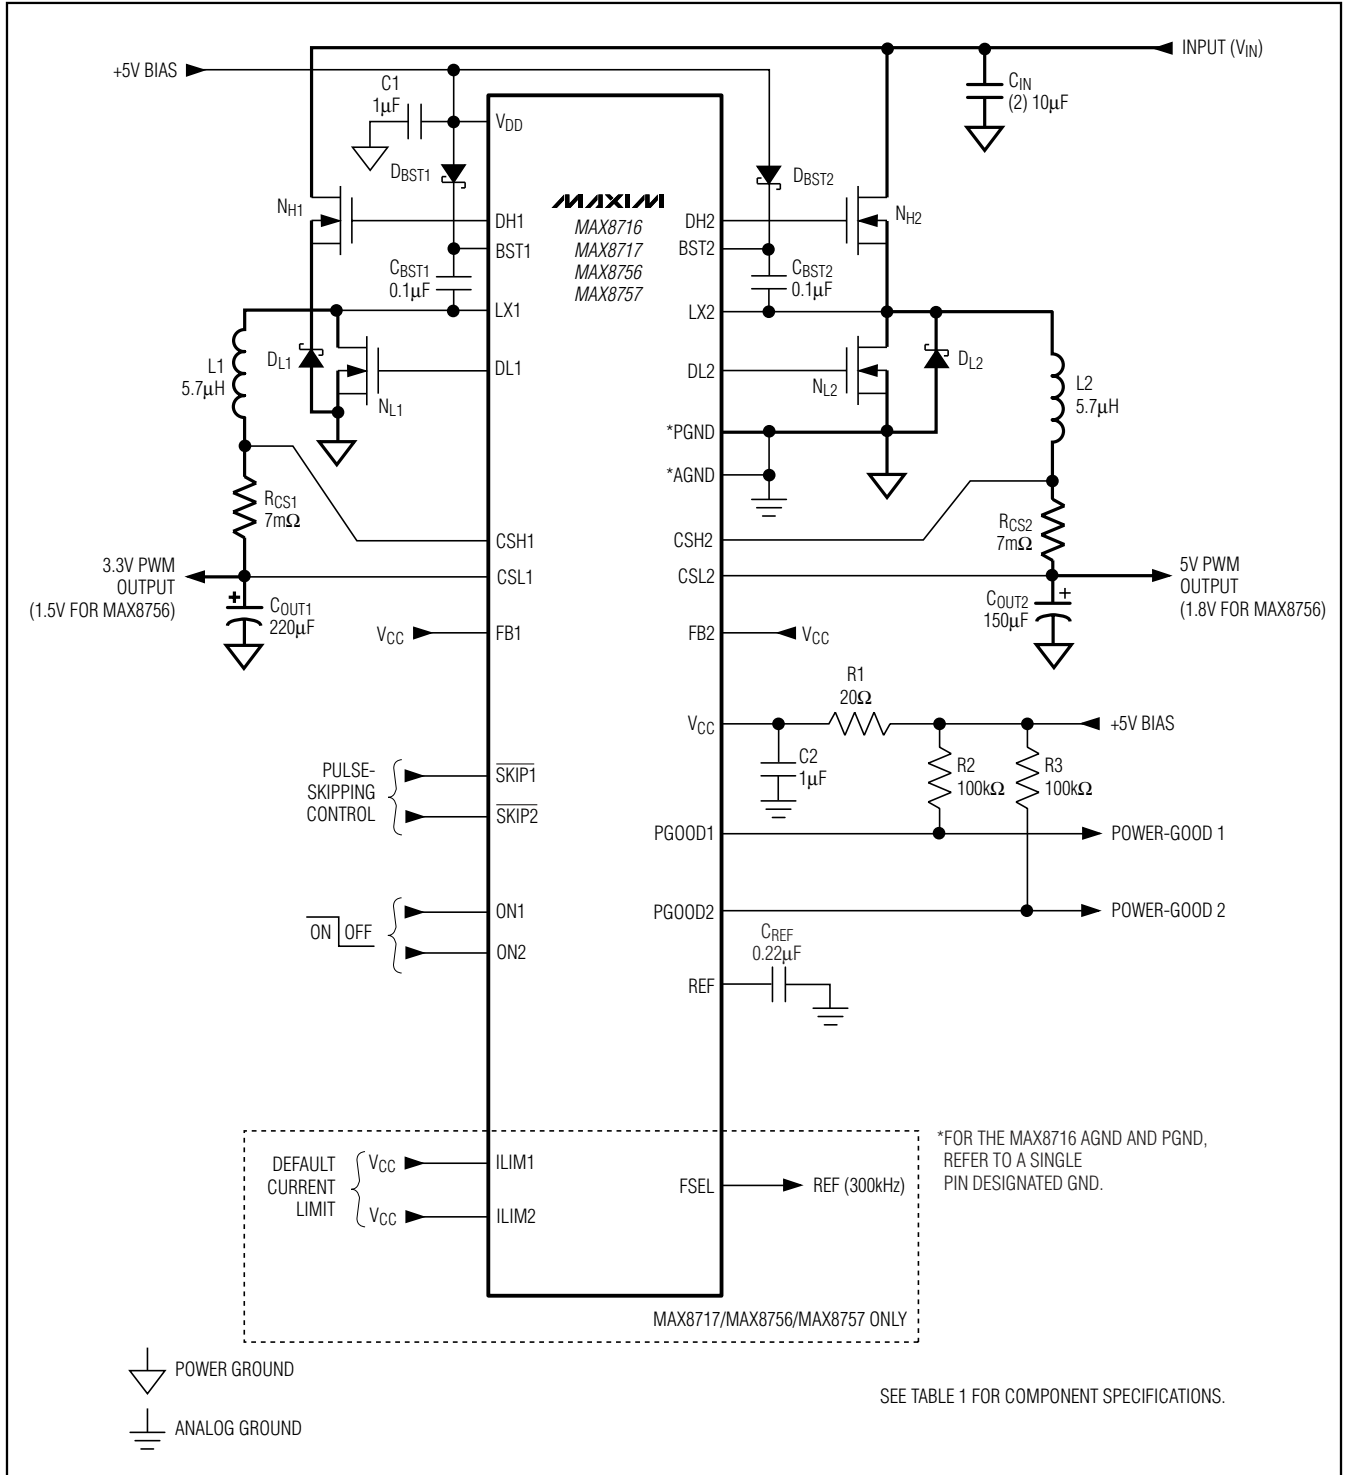 INPUT (VIN)
+5V BIAS
C1
1µF
CIN
(2) 10µF
VDD
DBST1
DBST2
MAXIM
MAX8716
MAX8717
MAX8756
MAX8757
NH1
DH1
DH2
NH2
BST1
BST2
CBST1
0.1µF
CBST2
0.1µF
LX1
LX2
L1
5.7µH
DL1
DL1
NL1
DL2
NL2
DL2
L2
5.7µH
*PGND
*AGND
RCS1
7mΩ
RCS2
7mΩ
CSH1
CSH2
3.3V PWM
OUTPUT
(1.5V FOR MAX8756)
CSL1
CSL2
5V PWM
OUTPUT
(1.8V FOR MAX8756)
+
COUT1
220µF
+
COUT2
150µF
VCC
FB1
FB2
VCC
R1
20Ω
VCC
+5V BIAS
C2
1µF
R2
100kΩ
R3
100kΩ
PULSE-
SKIPPING
CONTROL
SKIP1
SKIP2
PGOOD1
POWER-GOOD 1
ON OFF
ON1
ON2
PGOOD2
POWER-GOOD 2
CREF
0.22µF
REF
DEFAULT
CURRENT
LIMIT
VCC
ILIM1
VCC
ILIM2
FSEL
REF (300kHz)
*FOR THE MAX8716 AGND AND PGND,
REFER TO A SINGLE
PIN DESIGNATED GND.
MAX8717/MAX8756/MAX8757 ONLY
POWER GROUND
ANALOG GROUND
SEE TABLE 1 FOR COMPONENT SPECIFICATIONS.